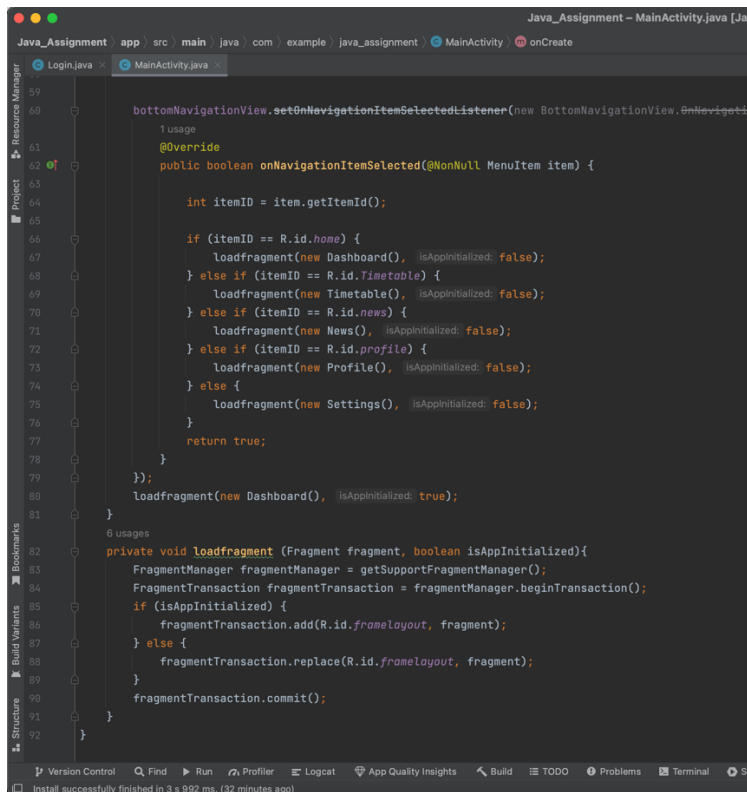 Java_Assignment – MainActivity.java [Ja
Java_Assignment 〉 app 〉 src 〉 main 〉 java 〉 com 〉 example 〉 java_assignment 〉 MainActivity 〉 onCreate
Login.java × MainActivity.java ×
Resource Manager
Project
Bookmarks
Build Variants
Structure
59
60 bottomNavigationView.setOnNavigationItemSelectedListener(new BottomNavigationView.OnNavigati
1 usage
61 @Override
62 public boolean onNavigationItemSelected(@NonNull MenuItem item) {
63
64 int itemID = item.getItemId();
65
66 if (itemID == R.id.home) {
67 loadfragment(new Dashboard(), isAppInitialized: false);
68 } else if (itemID == R.id.Timetable) {
69 loadfragment(new Timetable(), isAppInitialized: false);
70 } else if (itemID == R.id.news) {
71 loadfragment(new News(), isAppInitialized: false);
72 } else if (itemID == R.id.profile) {
73 loadfragment(new Profile(), isAppInitialized: false);
74 } else {
75 loadfragment(new Settings(), isAppInitialized: false);
76 }
77 return true;
78 }
79 });
80 loadfragment(new Dashboard(), isAppInitialized: true);
81 }
6 usages
82 private void loadfragment (Fragment fragment, boolean isAppInitialized){
83 FragmentManager fragmentManager = getSupportFragmentManager();
84 FragmentTransaction fragmentTransaction = fragmentManager.beginTransaction();
85 if (isAppInitialized) {
86 fragmentTransaction.add(R.id.framelayout, fragment);
87 } else {
88 fragmentTransaction.replace(R.id.framelayout, fragment);
89 }
90 fragmentTransaction.commit();
91 }
92 }
Version Control Find Run Profiler Logcat App Quality Insights Build TODO Problems Terminal S
Install successfully finished in 3 s 992 ms. (32 minutes ago)